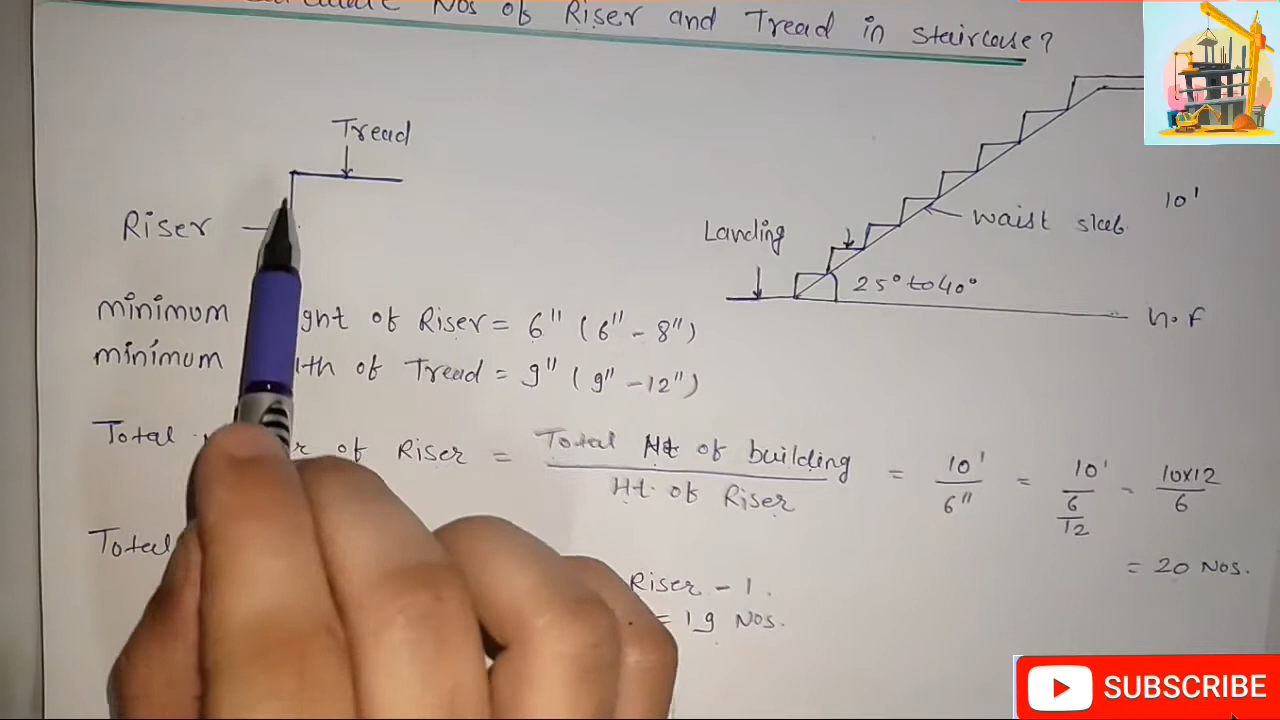 Nos of Riser and Tread in staircase?
Tread
Riser
Landing
waist slab.
10'
25° to 40°
minimum ght of Riser = 6" (6" - 8")
minimum dth of Tread = 9" (9" - 12")
Total r of Riser = Total Ht of building / Ht. of Riser = 10' / 6" = 10' / 6/12 = 10x12 / 6
= 20 Nos.
Total
Riser - 1.
= 19 Nos.
SUBSCRIBE